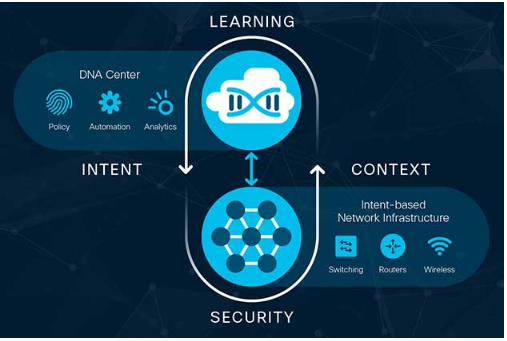 LEARNING
DNA Center
Policy
Automation
Analytics
INTENT
CONTEXT
Intent-based
Network Infrastructure
Switching
Routers
Wireless
SECURITY